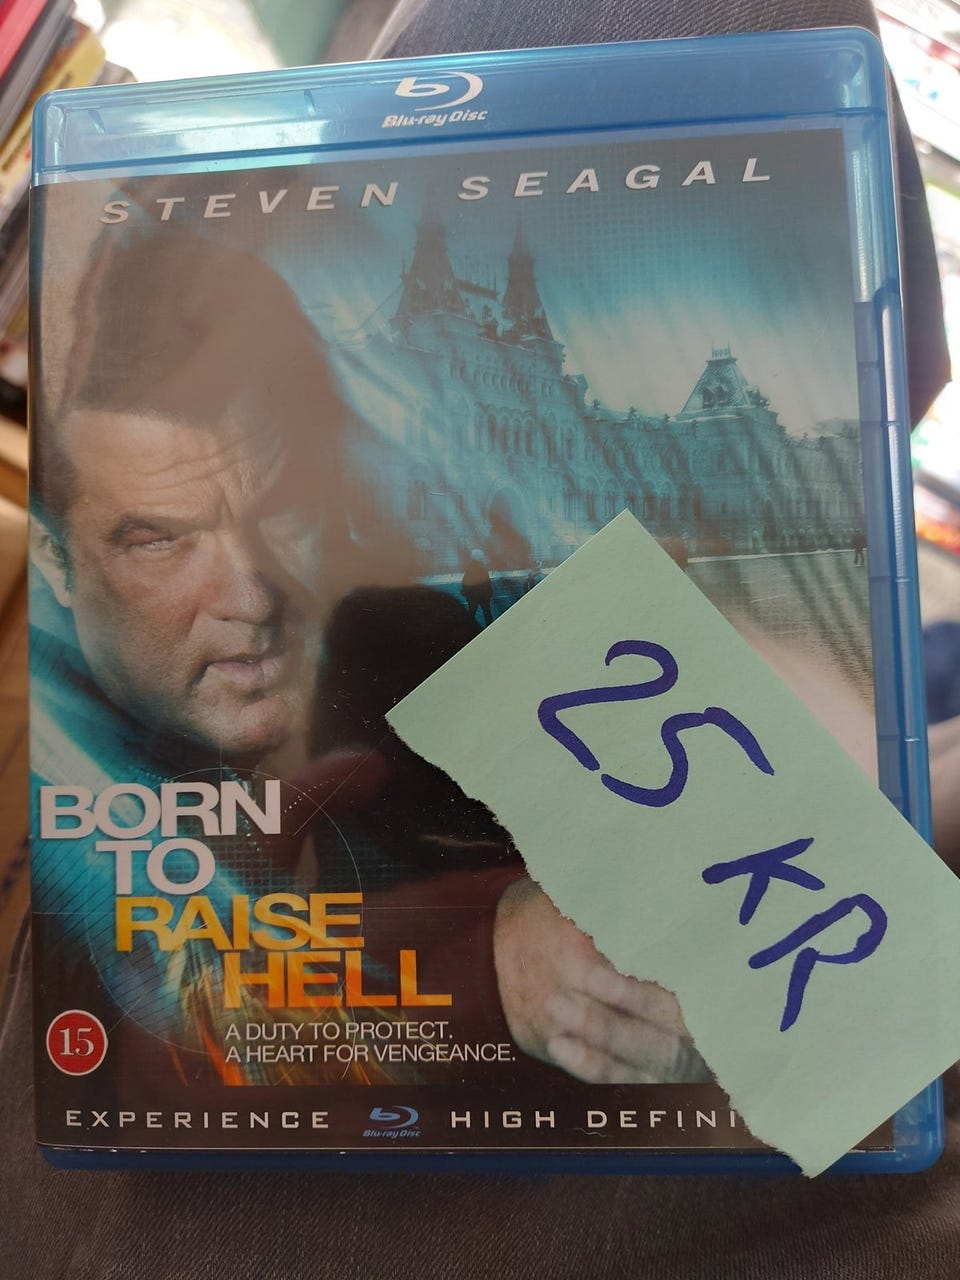 Blu-ray Disc
STEVEN SEAGAL
25 KR
BORN
TO
RAISE
HELL
A DUTY TO PROTECT.
A HEART FOR VENGEANCE.
15
EXPERIENCE Blu-ray Disc HIGH DEFINI